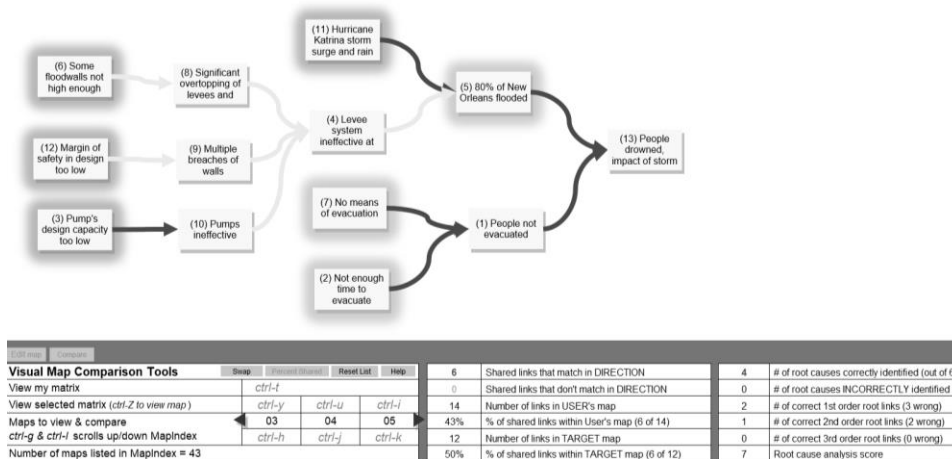 (11) Hurricane
Katrina storm
surge and rain
(6) Some
floodwalls not
high enough
(8) Significant
overtopping of
levees and
(5) 80% of New
Orleans flooded
(4) Levee
system
ineffective at
(13) People
drowned,
impact of storm
(12) Margin of
safety in design
too low
(9) Multiple
breaches of
walls
(7) No means
of evacuation
(3) Pump's
design capacity
too low
(10) Pumps
ineffective
(1) People not
evacuated
(2) Not enough
time to
evacuate
Edit map Compare
Visual Map Comparison Tools Swap Percent Shared Reset List Help
View my matrix ctrl-t
View selected matrix (ctrl-Z to view map) ctrl-y ctrl-u ctrl-i
Maps to view & compare 03 04 05
ctrl-g & ctrl-l scrolls up/down MapIndex ctrl-h ctrl-j ctrl-k
Number of maps listed in MapIndex = 43
6 Shared links that match in DIRECTION
0 Shared links that don't match in DIRECTION
14 Number of links in USER's map
43% % of shared links within User's map (6 of 14)
12 Number of links in TARGET map
50% % of shared links within TARGET map (6 of 12)
4 # of root causes correctly identified (out of 6
0 # of root causes INCORRECTLY identified
2 # of correct 1st order root links (3 wrong)
1 # of correct 2nd order root links (2 wrong)
0 # of correct 3rd order root links (0 wrong)
7 Root cause analysis score